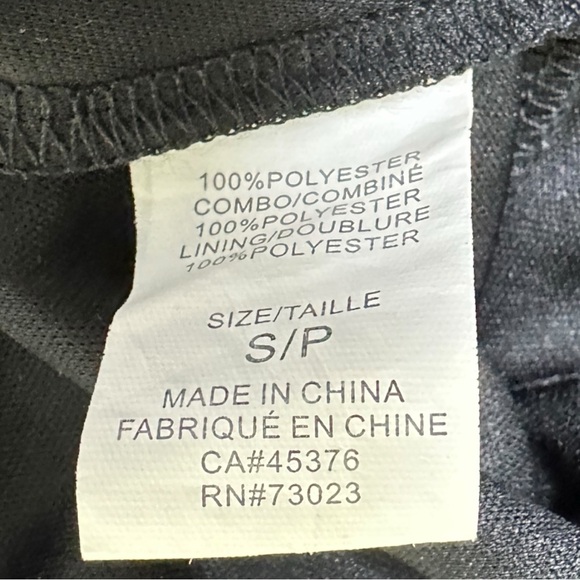 100%POLYESTER
COMBO/COMBINÉ
100%POLYESTER
LINING/DOUBLURE
100%POLYESTER
SIZE/TAILLE
S/P
MADE IN CHINA
FABRIQUÉ EN CHINE
CA#45376
RN#73023